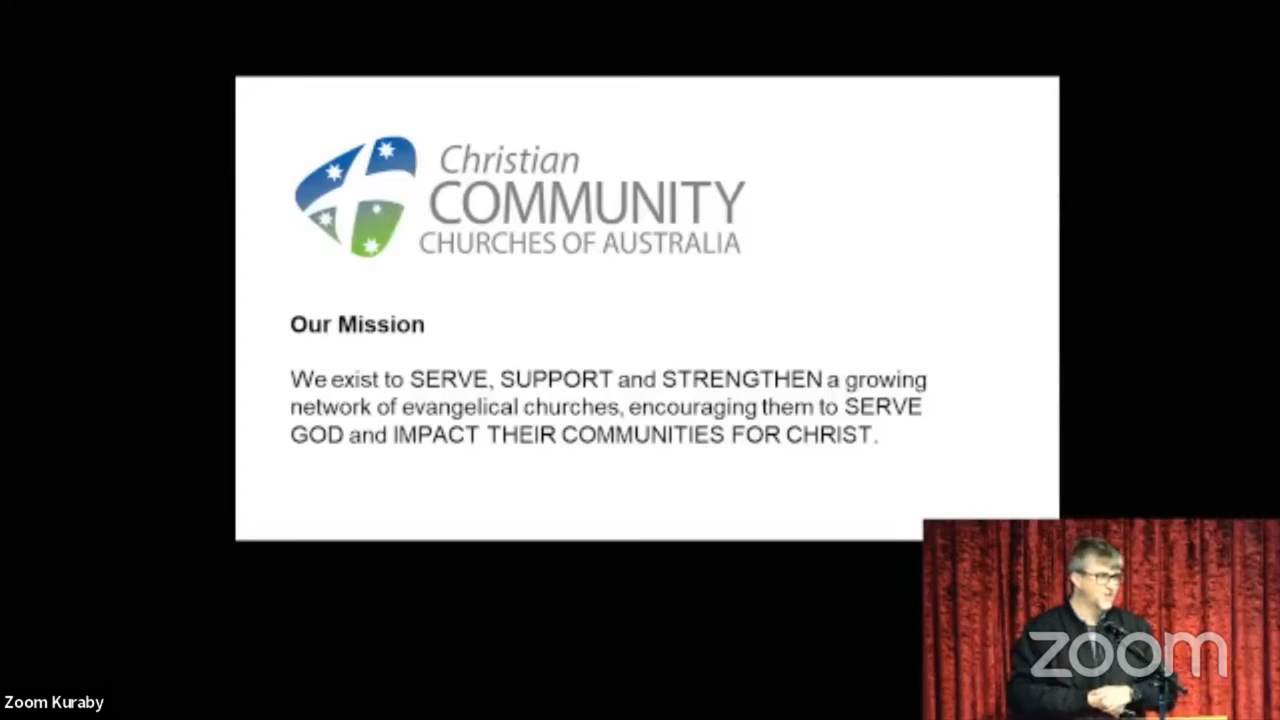 Christian
COMMUNITY
CHURCHES OF AUSTRALIA
Our Mission
We exist to SERVE, SUPPORT and STRENGTHEN a growing
network of evangelical churches, encouraging them to SERVE
GOD and IMPACT THEIR COMMUNITIES FOR CHRIST.
zoom
Zoom Kuraby